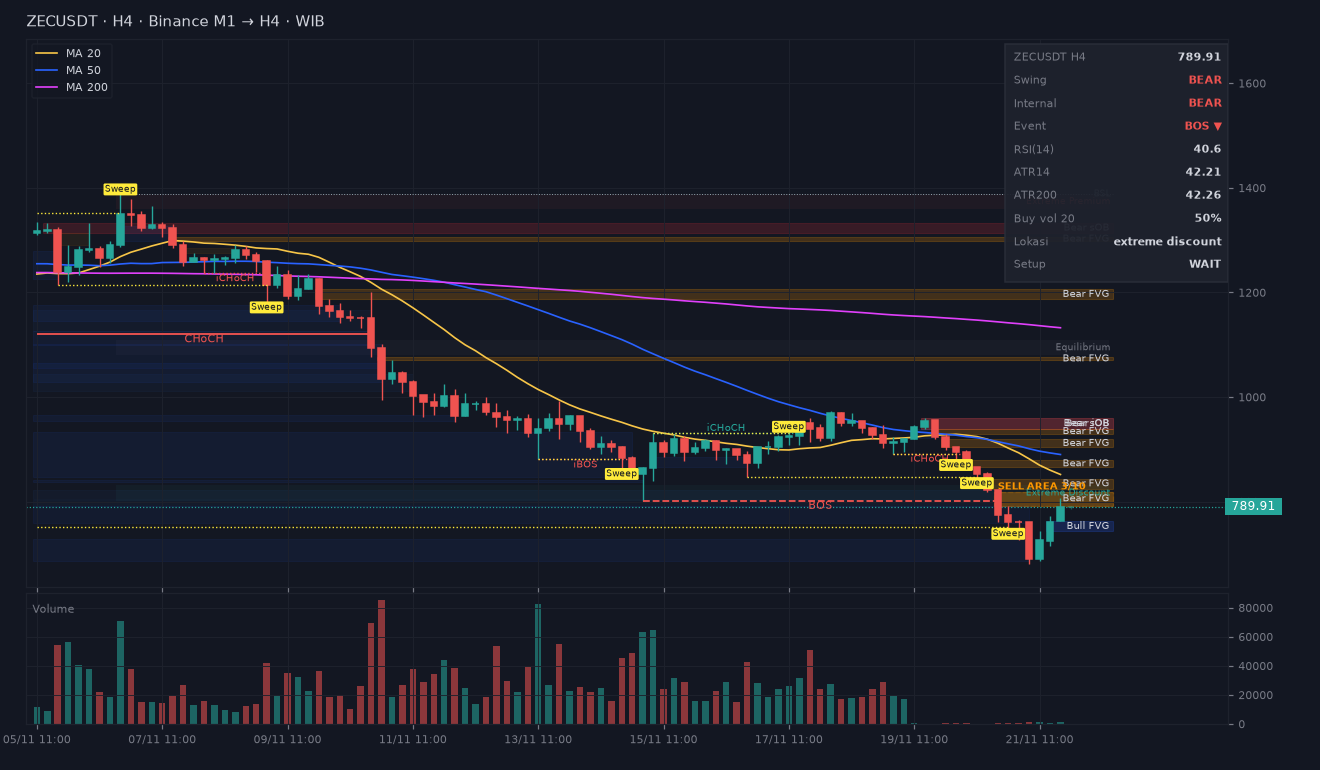 ZECUSDT · H4 · Binance M1 → H4 · WIB
MA 20
MA 50
MA 200
ZECUSDT H4 789.91
Swing BEAR
Internal BEAR
Event BOS ▼
RSI(14) 40.6
ATR14 42.21
ATR200 42.26
Buy vol 20 50%
Lokasi extreme discount
Setup WAIT
1600
1400
1200
1000
789.91
Sweep
iCHoCH
Sweep
CHoCH
Bear FVG
Equilibrium
Bear FVG
iCHoCH
Sweep
Bear FVG
Bear FVG
iCHoCH
Sweep
Bear FVG
iBOS
Sweep
Sweep
Bear FVG
SELL AREA
Extreme Discount
Bear FVG
BOS
Sweep
Bull FVG
Volume
80000
60000
40000
20000
0
05/11 11:00
07/11 11:00
09/11 11:00
11/11 11:00
13/11 11:00
15/11 11:00
17/11 11:00
19/11 11:00
21/11 11:00